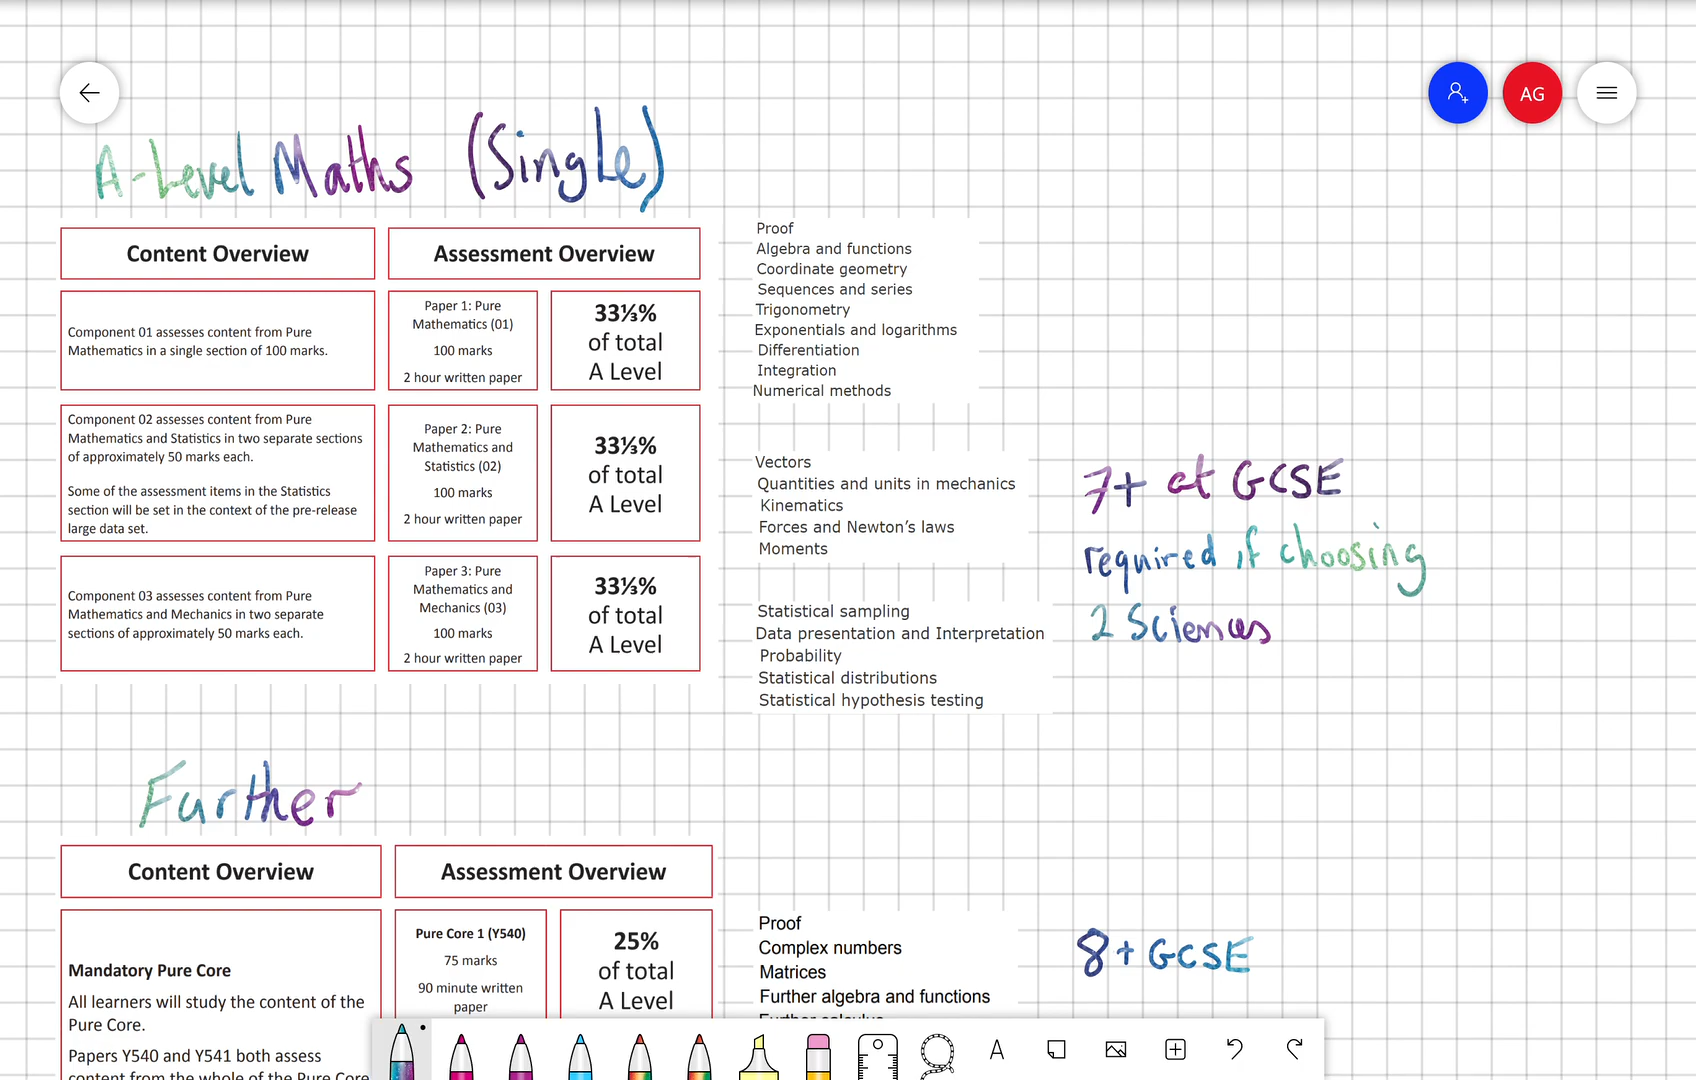 AG
A-Level Maths (Single)
Content Overview
Assessment Overview
Component 01 assesses content from Pure
Mathematics in a single section of 100 marks.
Paper 1: Pure
Mathematics (01)
100 marks
2 hour written paper
33⅓%
of total
A Level
Component 02 assesses content from Pure
Mathematics and Statistics in two separate sections
of approximately 50 marks each.
Some of the assessment items in the Statistics
section will be set in the context of the pre-release
large data set.
Paper 2: Pure
Mathematics and
Statistics (02)
100 marks
2 hour written paper
33⅓%
of total
A Level
Component 03 assesses content from Pure
Mathematics and Mechanics in two separate
sections of approximately 50 marks each.
Paper 3: Pure
Mathematics and
Mechanics (03)
100 marks
2 hour written paper
33⅓%
of total
A Level
Proof
Algebra and functions
Coordinate geometry
Sequences and series
Trigonometry
Exponentials and logarithms
Differentiation
Integration
Numerical methods
Vectors
Quantities and units in mechanics
Kinematics
Forces and Newton’s laws
Moments
Statistical sampling
Data presentation and Interpretation
Probability
Statistical distributions
Statistical hypothesis testing
7+ at GCSE
required if choosing
2 Sciences
Further
Content Overview
Assessment Overview
Mandatory Pure Core
All learners will study the content of the
Pure Core.
Papers Y540 and Y541 both assess
content from the whole of the Pure Core
Pure Core 1 (Y540)
75 marks
90 minute written
paper
25%
of total
A Level
Proof
Complex numbers
Matrices
Further algebra and functions
Further calculus
8+ GCSE